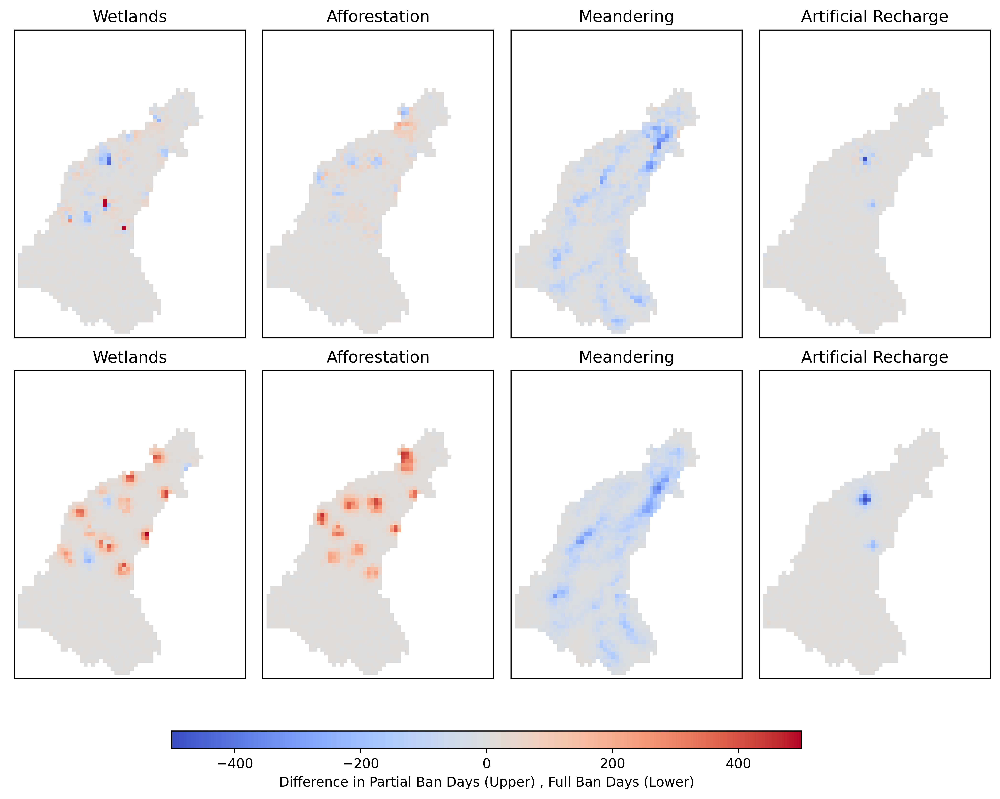 Wetlands Afforestation Meandering Artificial Recharge
Wetlands Afforestation Meandering Artificial Recharge
−400 −200 0 200 400
Difference in Partial Ban Days (Upper) , Full Ban Days (Lower)